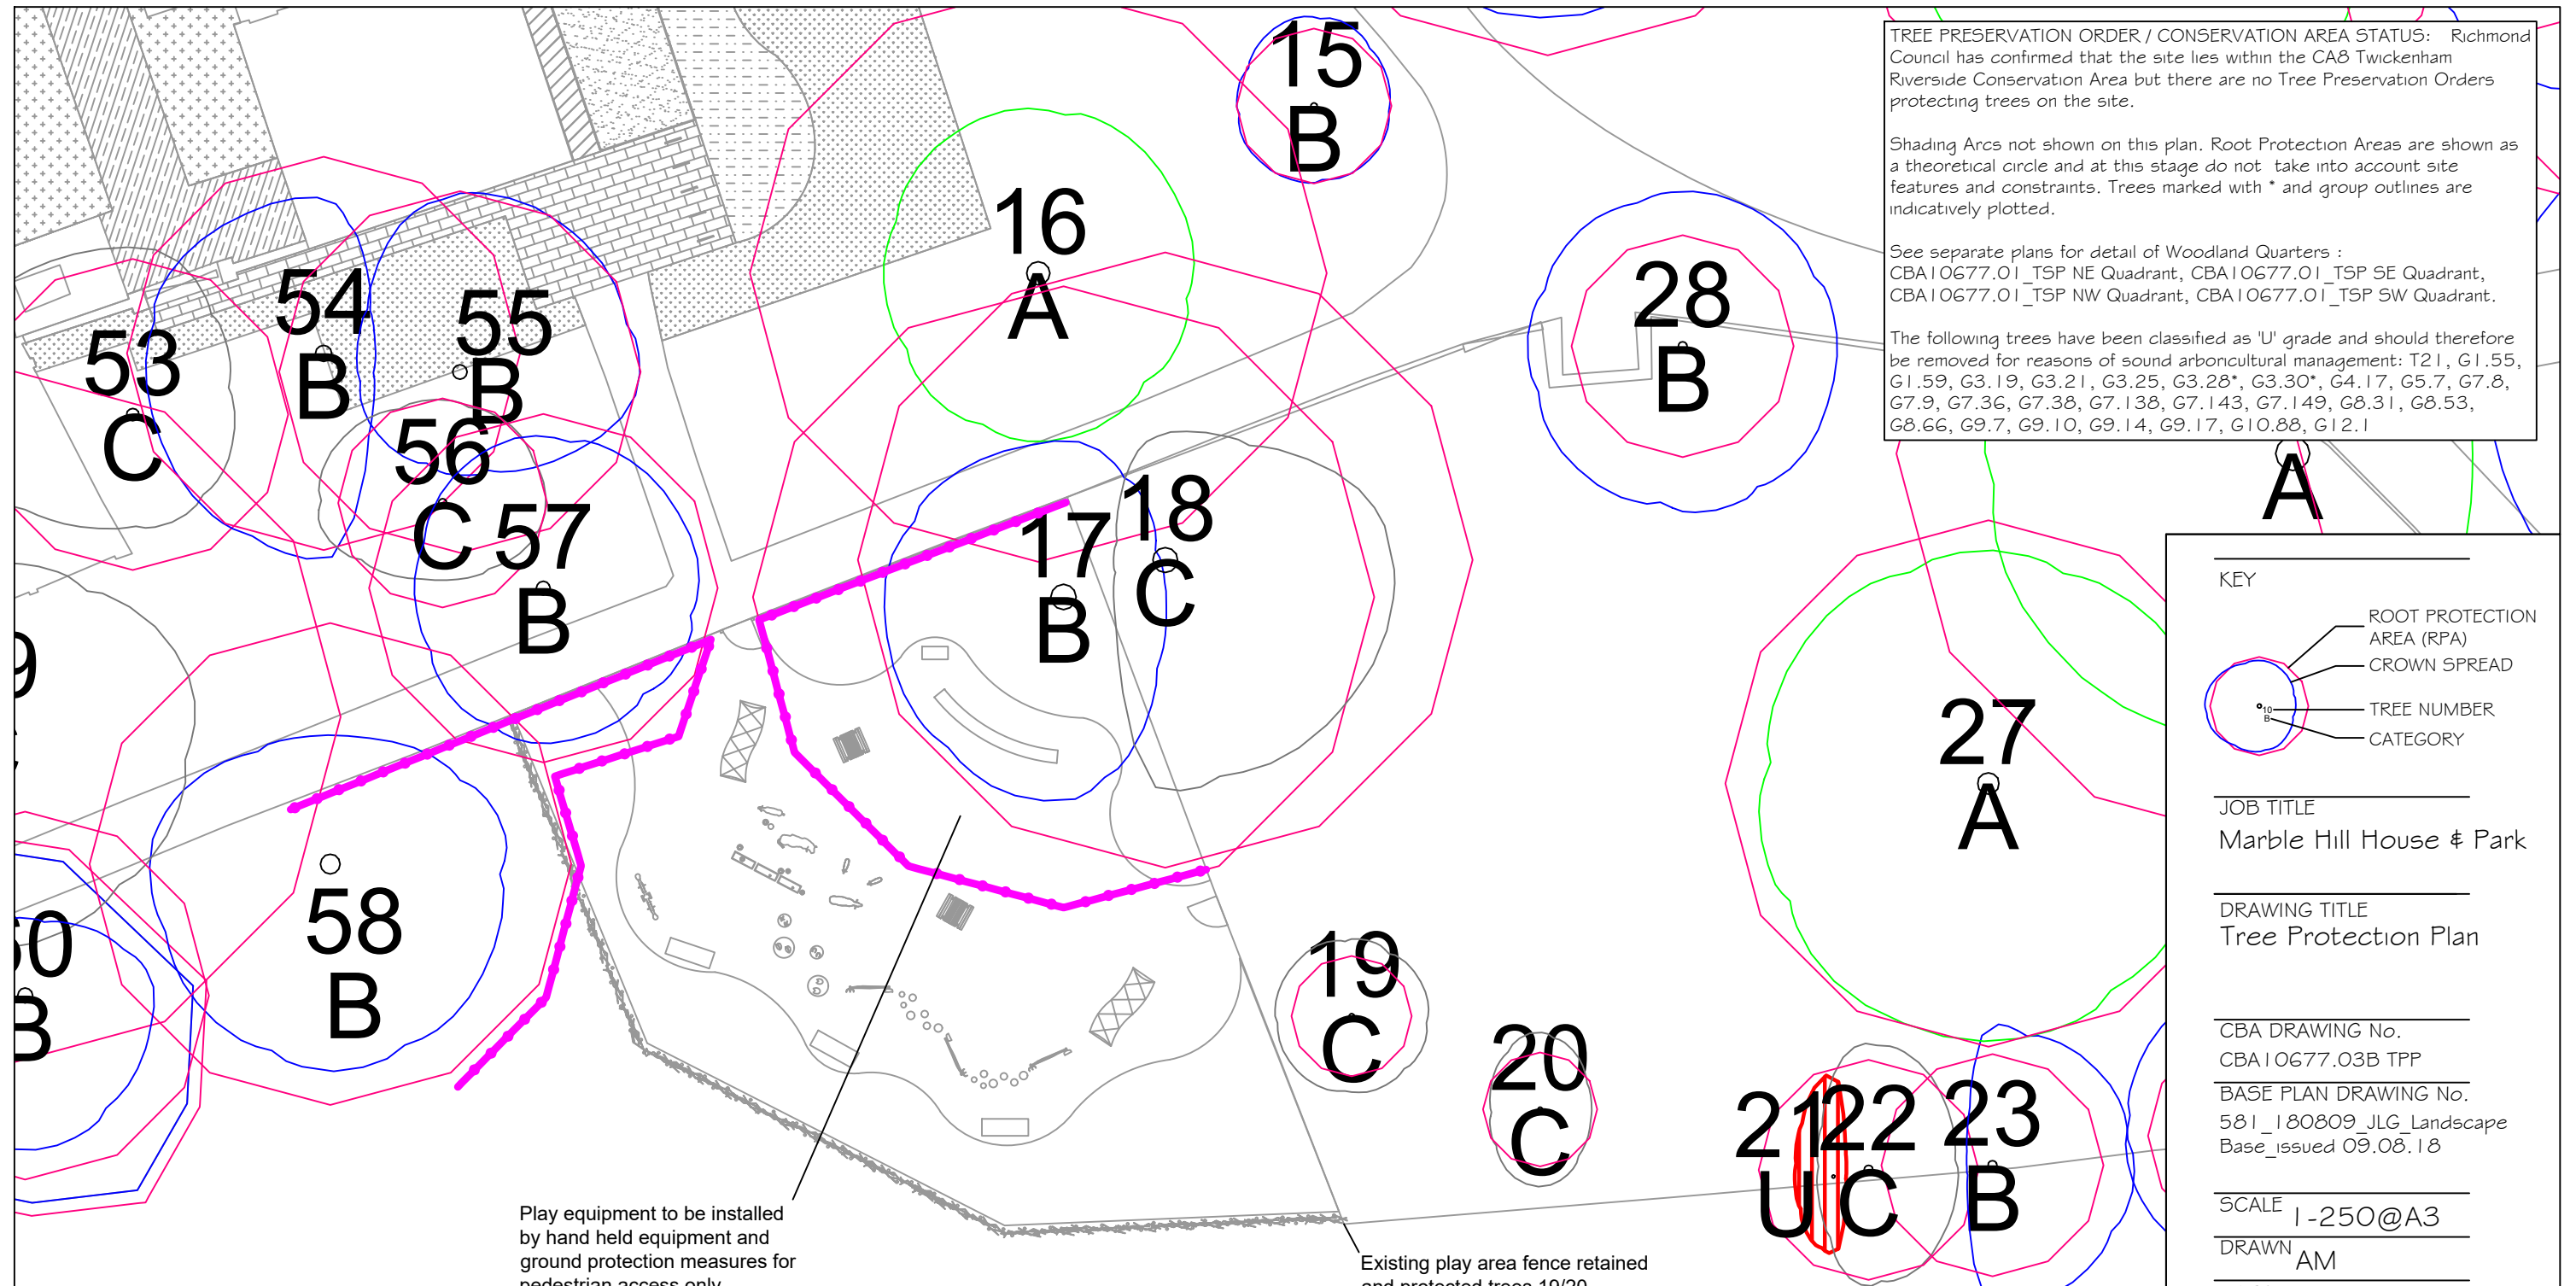 TREE PRESERVATION ORDER / CONSERVATION AREA STATUS: Richmond
Council has confirmed that the site lies within the CA8 Twickenham
Riverside Conservation Area but there are no Tree Preservation Orders
protecting trees on the site.
Shading Arcs not shown on this plan. Root Protection Areas are shown as
a theoretical circle and at this stage do not take into account site
features and constraints. Trees marked with * and group outlines are
indicatively plotted.
See separate plans for detail of Woodland Quarters :
CBA10677.01_TSP NE Quadrant, CBA10677.01_TSP SE Quadrant,
CBA10677.01_TSP NW Quadrant, CBA10677.01_TSP SW Quadrant.
The following trees have been classified as 'U' grade and should therefore
be removed for reasons of sound arboricultural management: T21, G1.55,
G1.59, G3.19, G3.21, G3.25, G3.28*, G3.30*, G4.17, G5.7, G7.8,
G7.9, G7.36, G7.38, G7.138, G7.143, G7.149, G8.31, G8.53,
G8.66, G9.7, G9.10, G9.14, G9.17, G10.88, G12.1
15
B
16
A
28
B
54
B
55
B
53
C
56
C
57
B
17
B
18
C
A
27
A
9
58
B
60
B
19
C
20
C
21
U
22
C
23
B
Play equipment to be installed
by hand held equipment and
ground protection measures for
pedestrian access only
Existing play area fence retained
and protected trees 19/20
KEY
ROOT PROTECTION
AREA (RPA)
CROWN SPREAD
TREE NUMBER
CATEGORY
10
B
JOB TITLE
Marble Hill House & Park
DRAWING TITLE
Tree Protection Plan
CBA DRAWING No.
CBA10677.03B TPP
BASE PLAN DRAWING No.
581_180809_JLG_Landscape
Base_issued 09.08.18
SCALE 1-250@A3
DRAWN AM